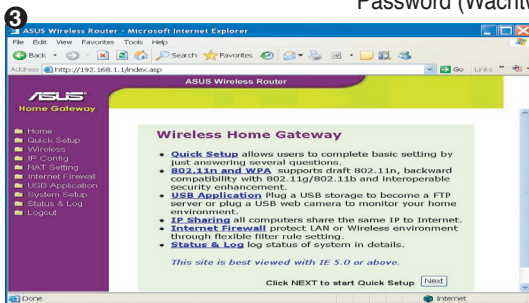 Password (Wachtw
3
ASUS Wireless Router - Microsoft Internet Explorer
File Edit View Favorites Tools Help
Back Search Favorites
Address http://192.168.1.1/index.asp Go Links
ASUS Wireless Router
ASUS
Home Gateway
Home
Quick Setup
Wireless
IP Config
NAT Setting
Internet Firewall
USB Application
System Setup
Status & Log
Logout
Wireless Home Gateway
Quick Setup allows users to complete basic setting by
just answering several questions.
802.11n and WPA supports draft 802.11n, backward
compatibility with 802.11g/802.11b and interoperable
security enhancement.
USB Application Plug a USB storage to become a FTP
server or plug a USB web camera to monitor your home
environment.
IP Sharing all computers share the same IP to Internet.
Internet Firewall protect LAN or Wireless environment
through flexible filter rule setting.
Status & Log log status of system in details.
This site is best viewed with IE 5.0 or above.
Click NEXT to start Quick Setup Next
Done Internet